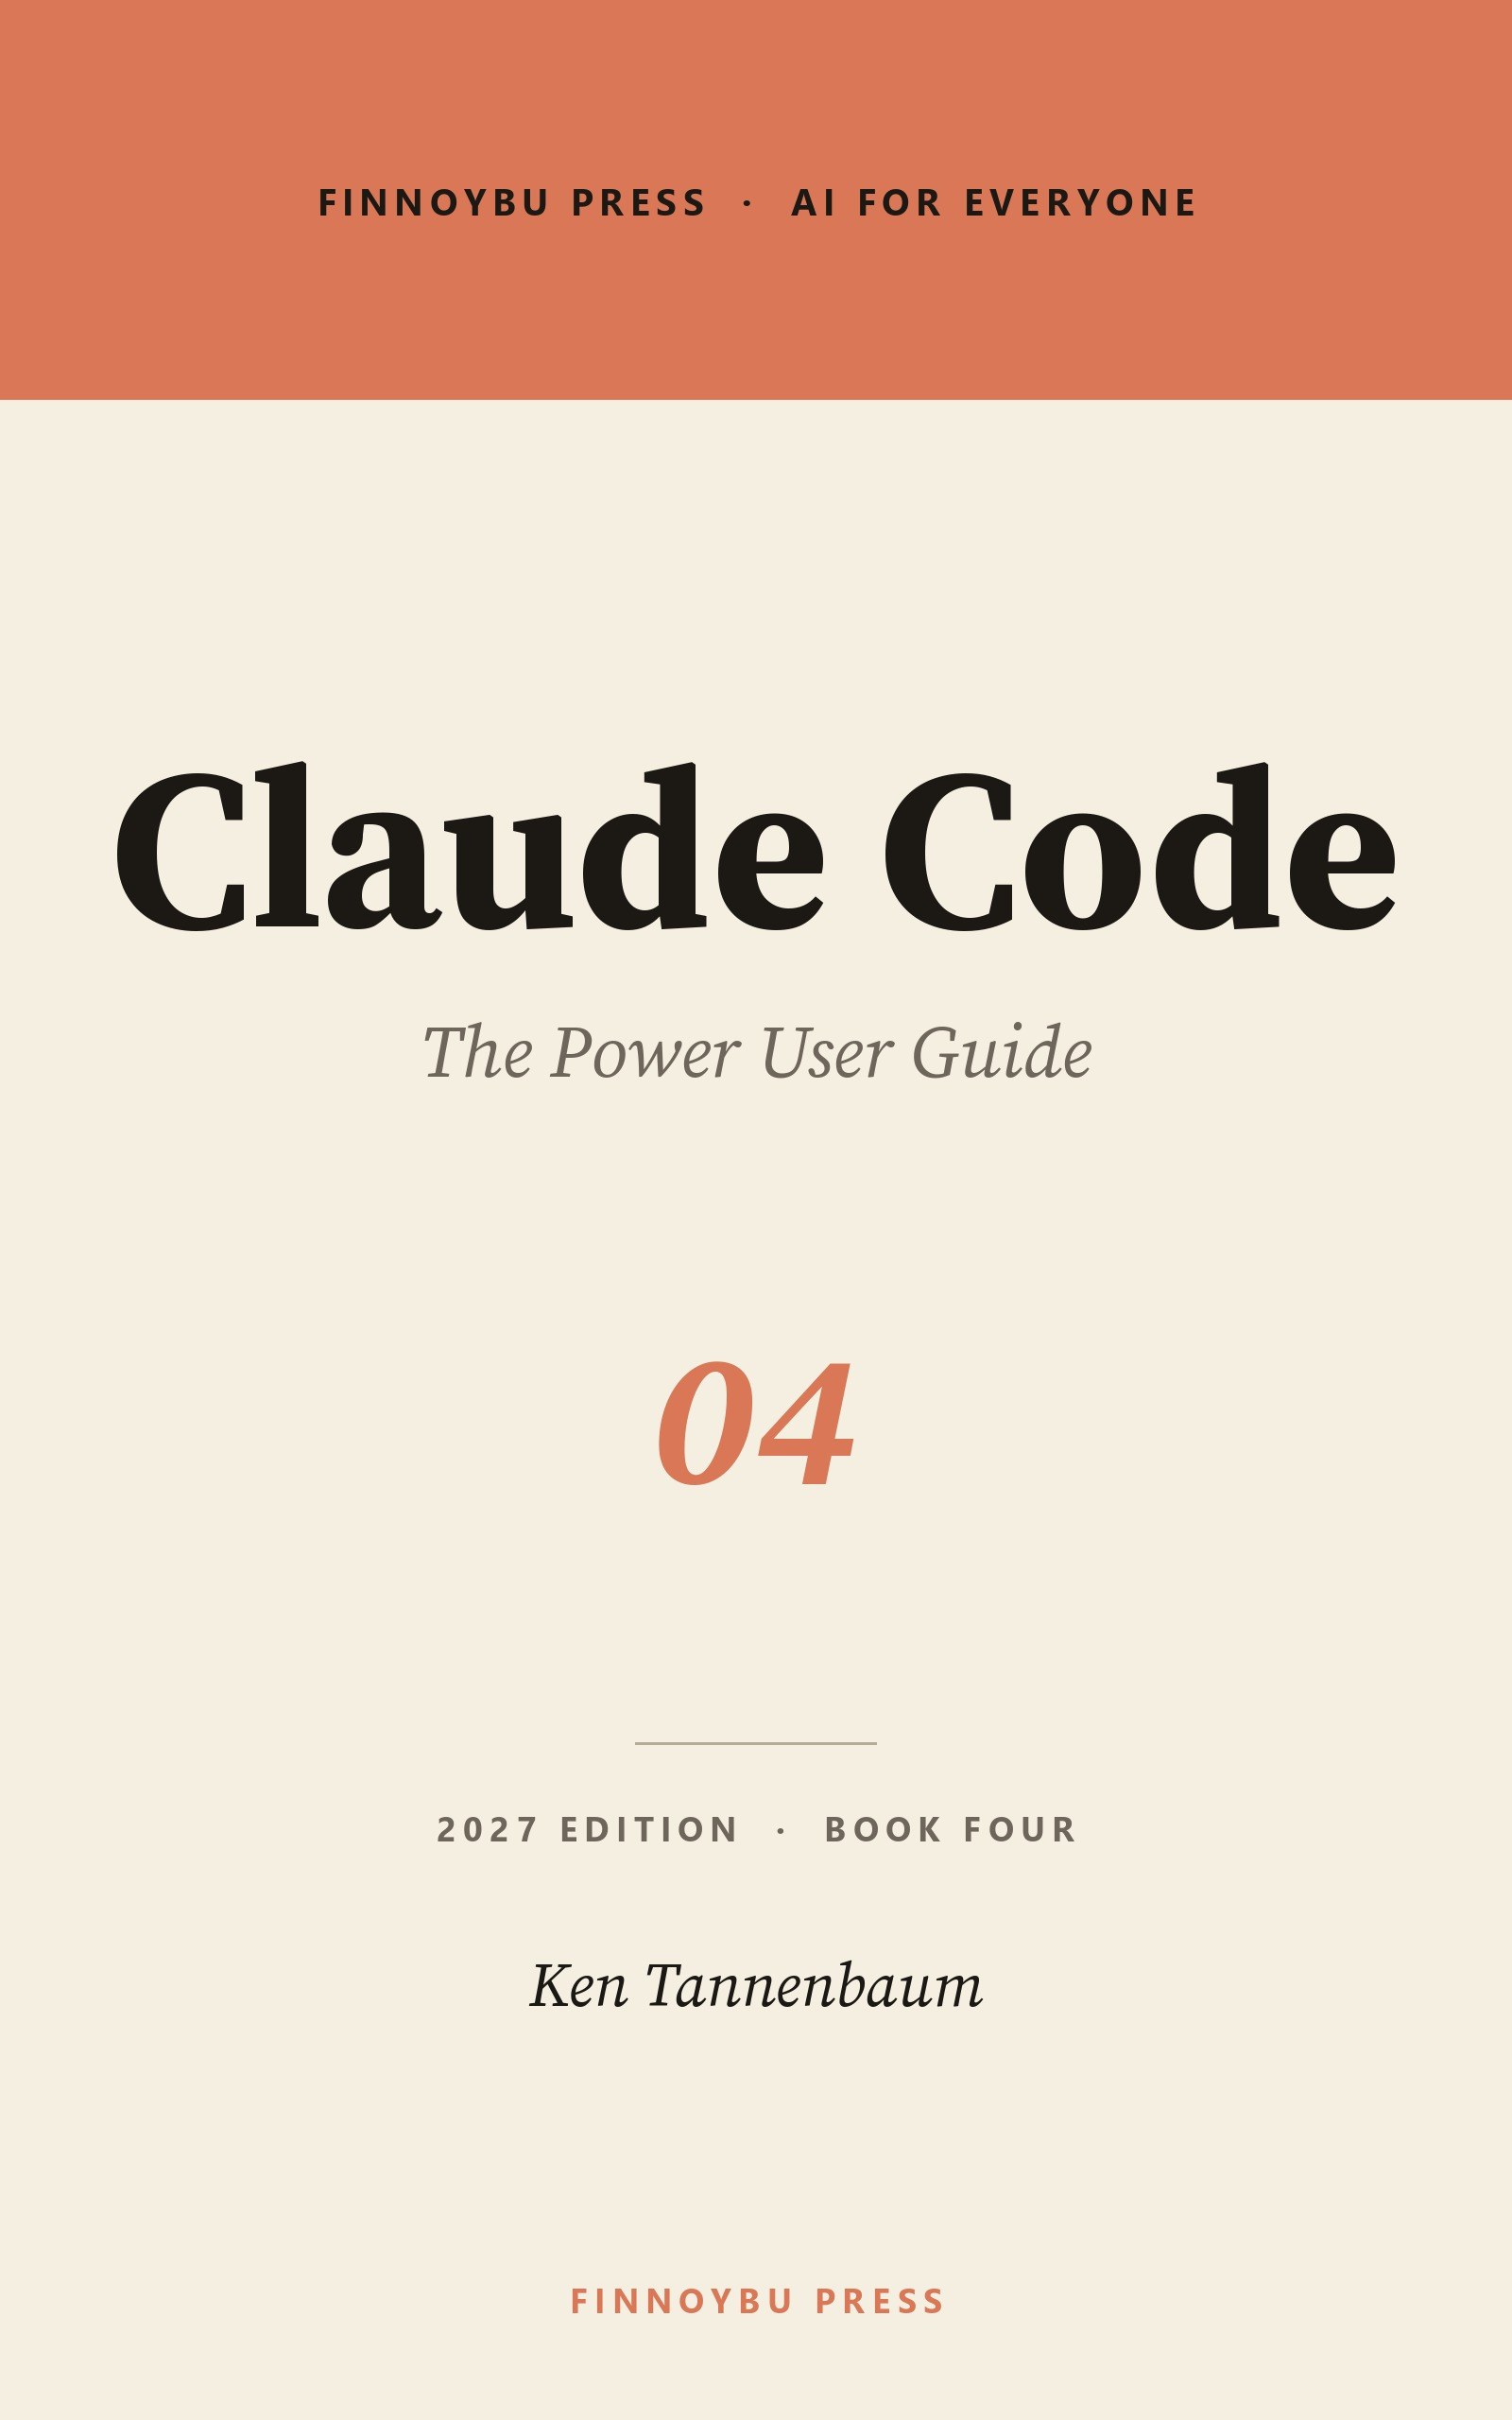 FINNOYBU PRESS · AI FOR EVERYONE
Claude Code
The Power User Guide
04
2027 EDITION · BOOK FOUR
Ken Tannenbaum
FINNOYBU PRESS